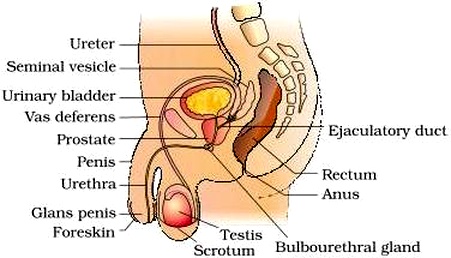 Ureter
Seminal vesicle
Urinary bladder
Vas deferens
Prostate
Penis
Urethra
Glans penis
Foreskin
Testis
Scrotum
Ejaculatory duct
Rectum
Anus
Bulbourethral gland